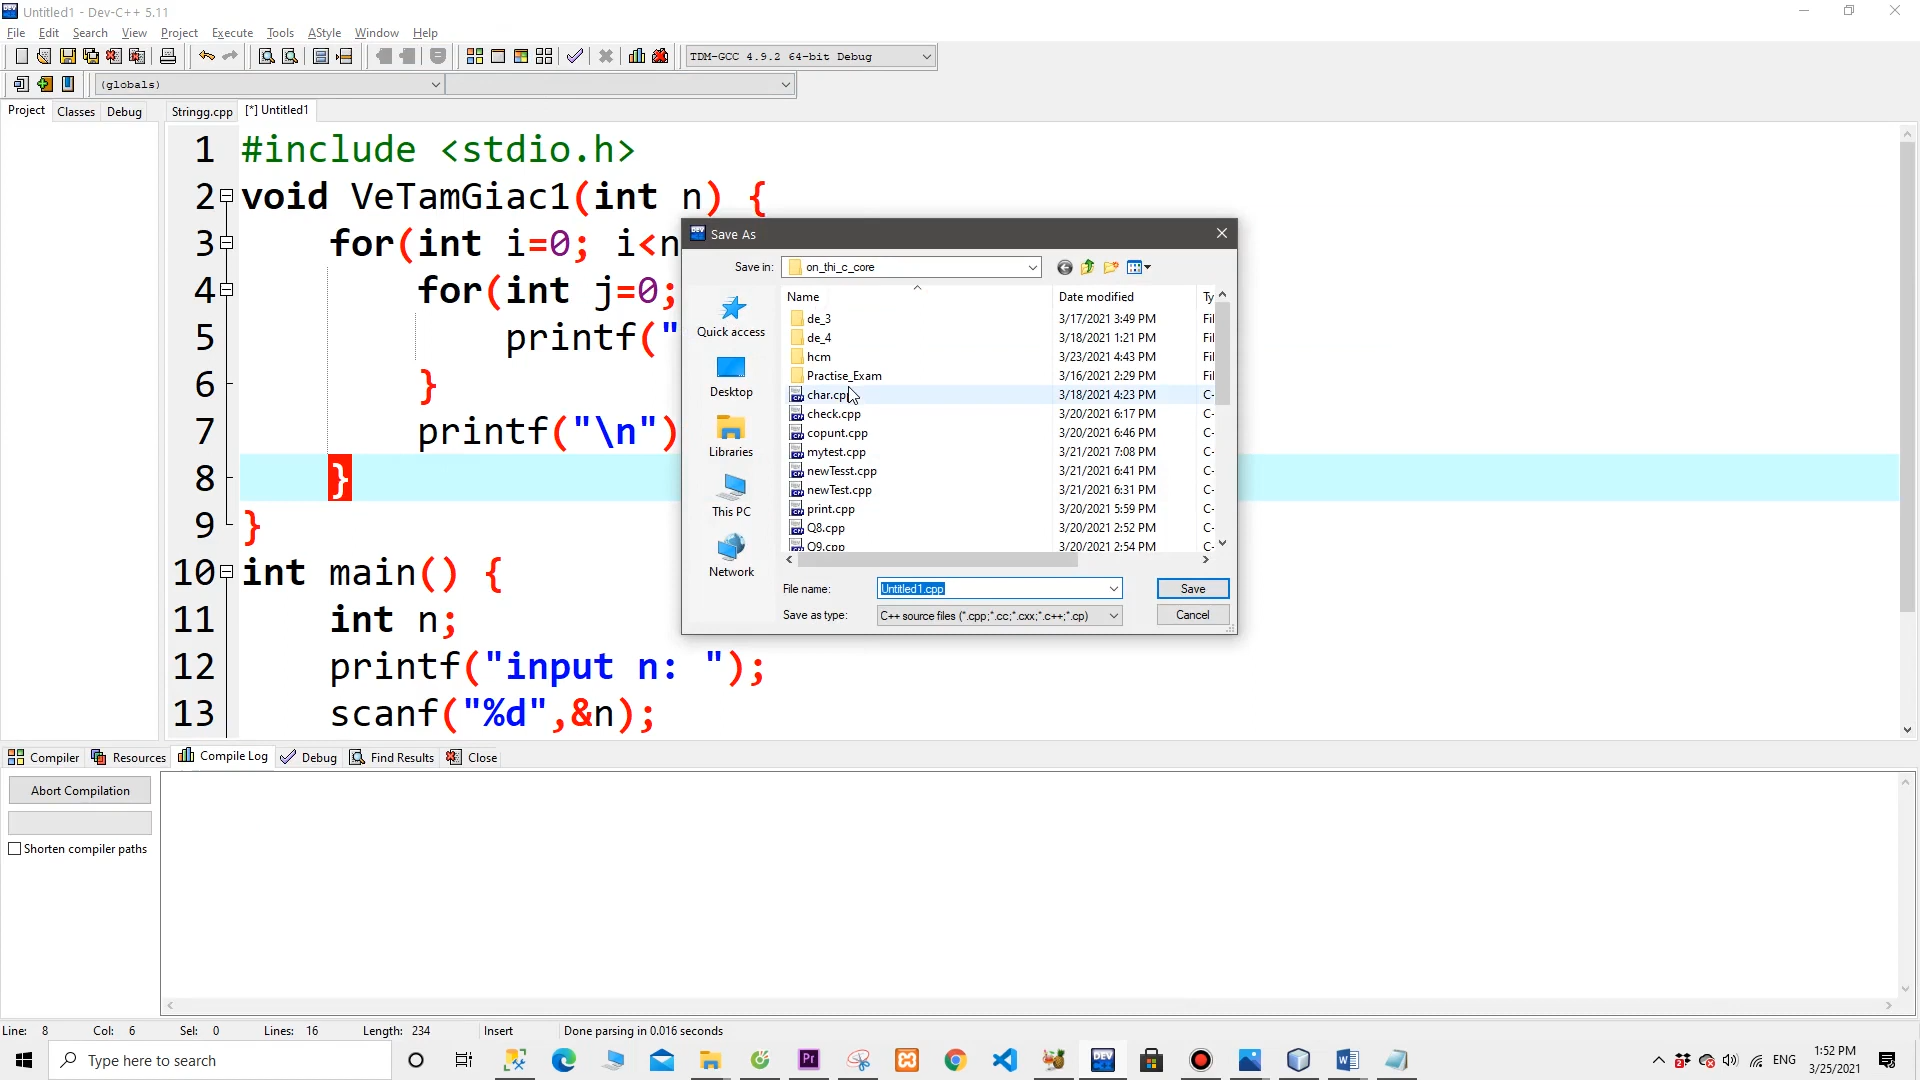 Untitled1 - Dev-C++ 5.11
File Edit Search View Project Execute Tools AStyle Window Help
TDM-GCC 4.9.2 64-bit Debug
(globals)
Project Classes Debug Stringg.cpp [*] Untitled1
1 #include <stdio.h>
2 void VeTamGiac1(int n) {
3 for(int i=0; i<n
4 for(int j=0;
5 printf("
6 }
7 printf("\n")
8 }
9 }
10 int main() {
11 int n;
12 printf("input n: ");
13 scanf("%d",&n);
Save As
Save in: on_thi_c_core
Quick access
Desktop
Libraries
This PC
Network
Name Date modified Ty
de_3 3/17/2021 3:49 PM Fil
de_4 3/18/2021 1:21 PM Fil
hcm 3/23/2021 4:43 PM Fil
Practise_Exam 3/16/2021 2:29 PM Fil
char.cpp 3/18/2021 4:23 PM C-
check.cpp 3/20/2021 6:17 PM C-
copunt.cpp 3/20/2021 6:46 PM C-
mytest.cpp 3/21/2021 7:08 PM C-
newTesst.cpp 3/21/2021 6:41 PM C-
newTest.cpp 3/21/2021 6:31 PM C-
print.cpp 3/20/2021 5:59 PM C-
Q8.cpp 3/20/2021 2:52 PM C-
Q9.cpp 3/20/2021 2:54 PM C-
File name: Untitled1.cpp Save
Save as type: C++ source files (*.cpp;*.cc;*.cxx;*.c++;*.cp) Cancel
Compiler Resources Compile Log Debug Find Results Close
Abort Compilation
Shorten compiler paths
Line: 8 Col: 6 Sel: 0 Lines: 16 Length: 234 Insert Done parsing in 0.016 seconds
Type here to search
Pr
DEV
ENG
1:52 PM
3/25/2021